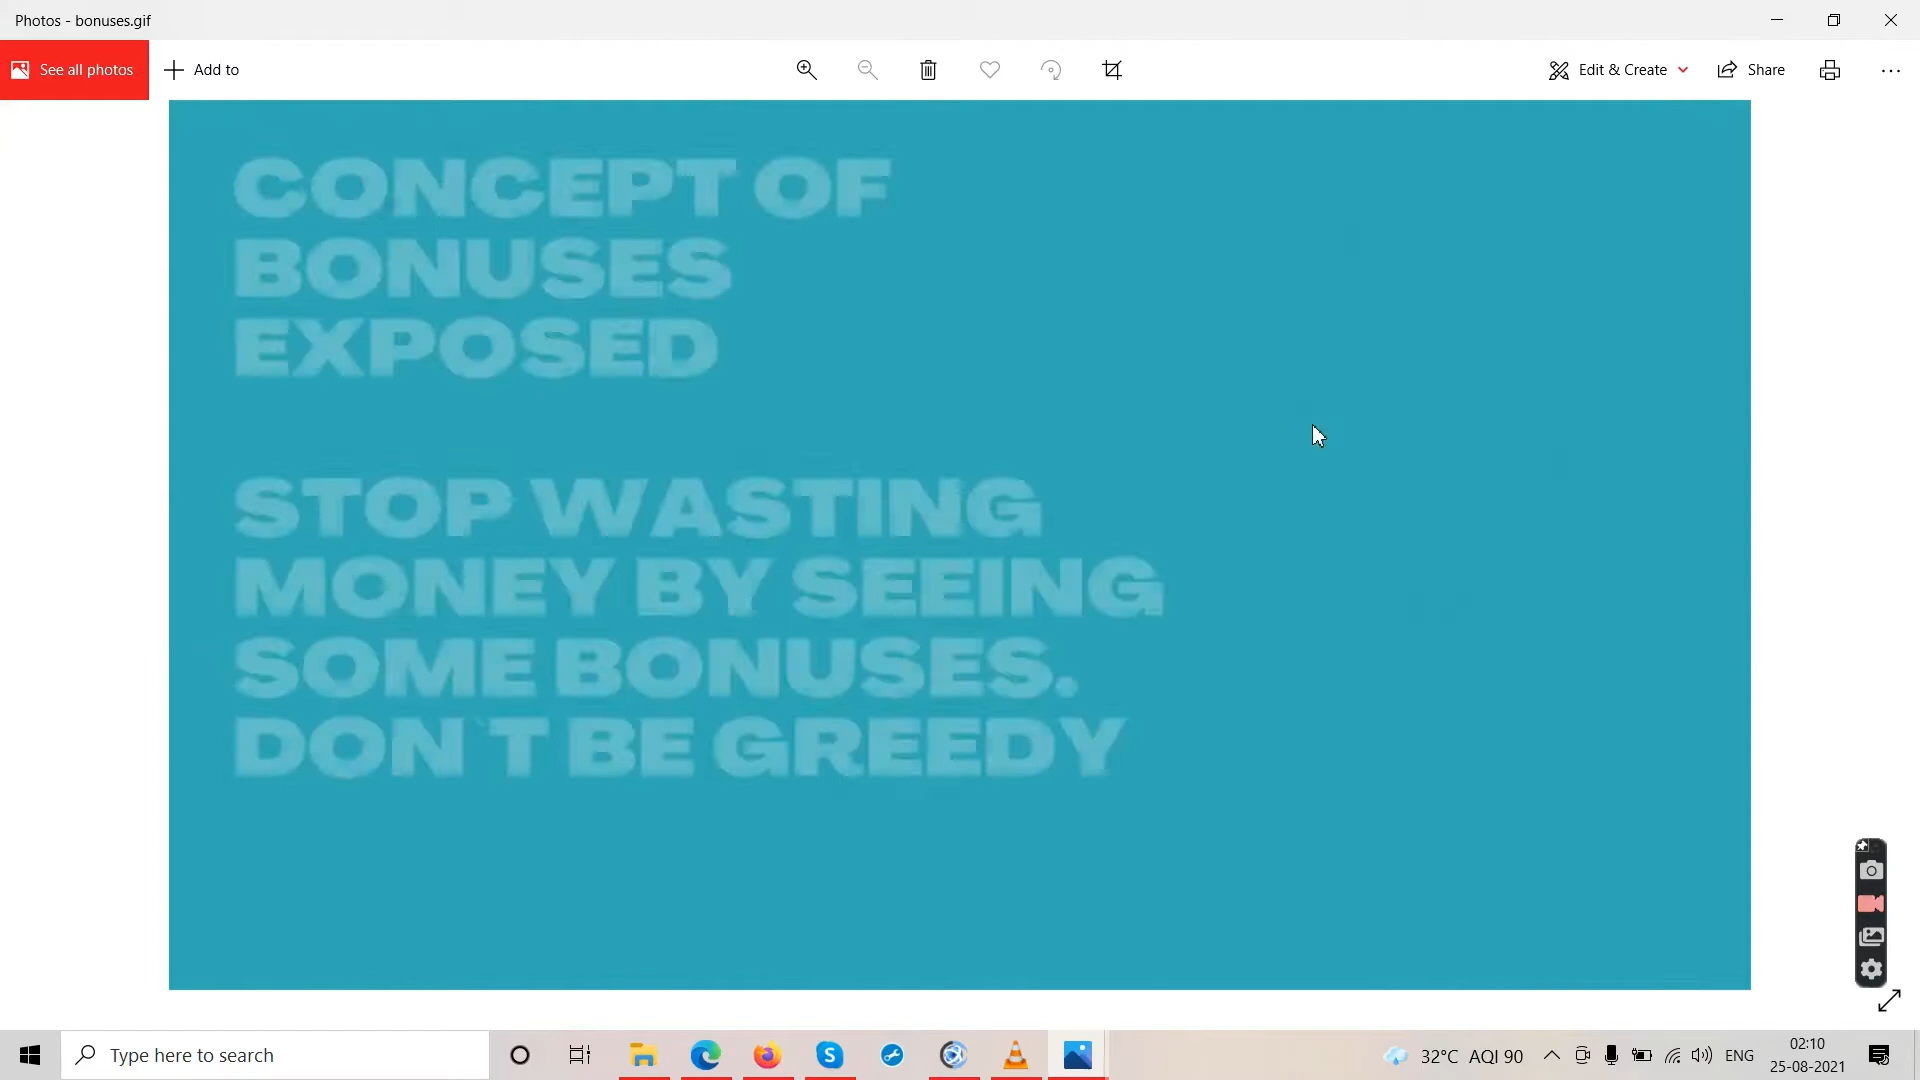 Photos - bonuses.gif
See all photos
Add to
Edit & Create
Share
CONCEPT OF
BONUSES
EXPOSED
STOP WASTING
MONEY BY SEEING
SOME BONUSES.
DON`T BE GREEDY
Type here to search
32°C AQI 90
ENG
02:10
25-08-2021